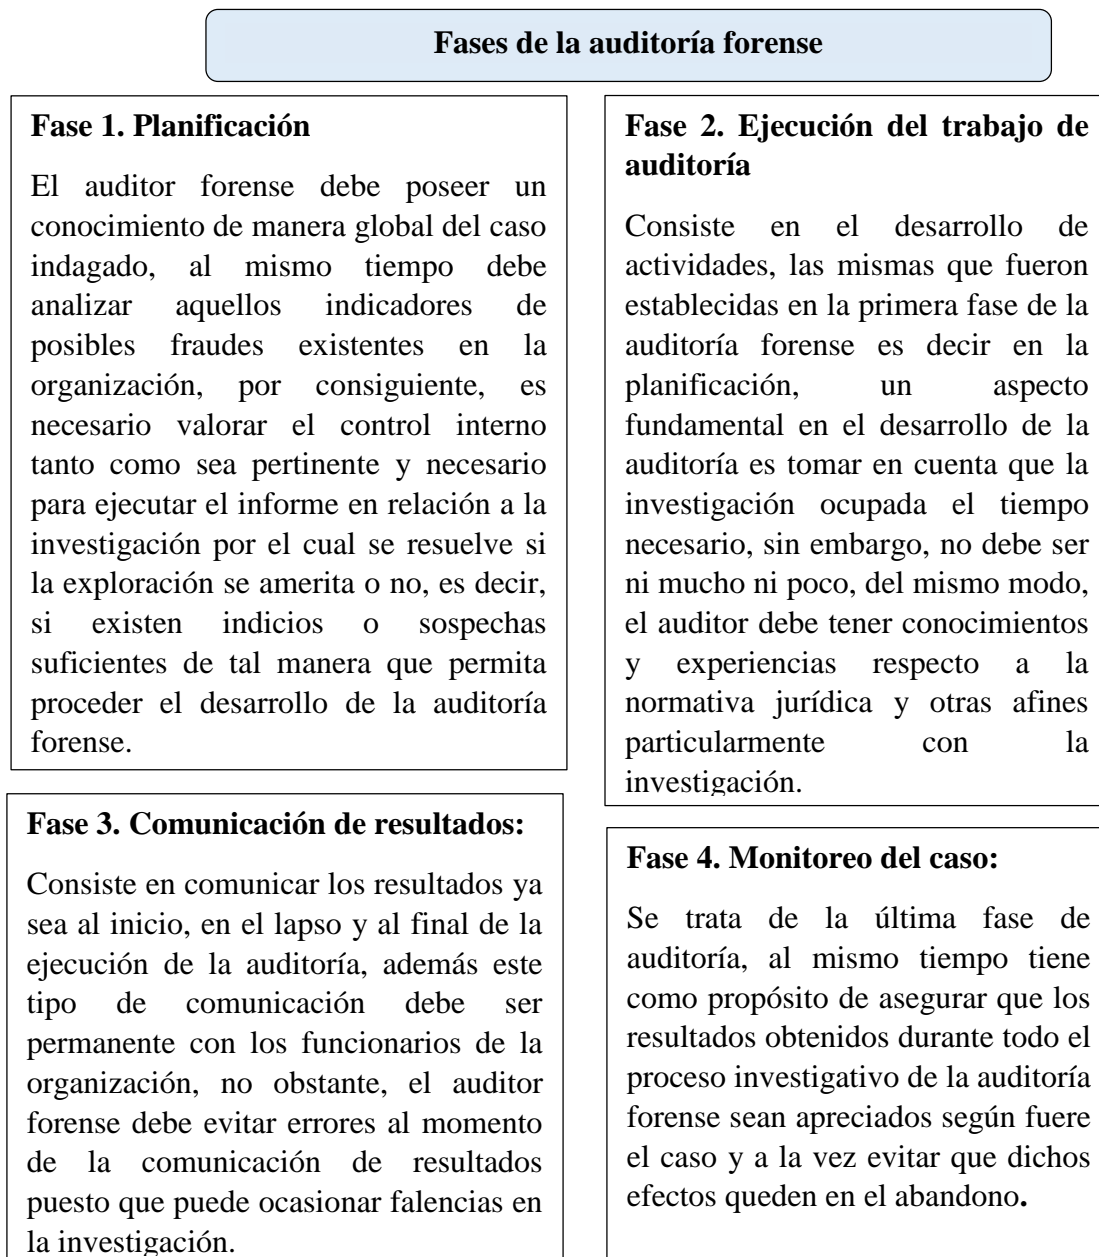 Fases de la auditoría forense
Fase 1. Planificación
El auditor forense debe poseer un
conocimiento de manera global del caso
indagado, al mismo tiempo debe
analizar aquellos indicadores de
posibles fraudes existentes en la
organización, por consiguiente, es
necesario valorar el control interno
tanto como sea pertinente y necesario
para ejecutar el informe en relación a la
investigación por el cual se resuelve si
la exploración se amerita o no, es decir,
si existen indicios o sospechas
suficientes de tal manera que permita
proceder el desarrollo de la auditoría
forense.
Fase 2. Ejecución del trabajo de
auditoría
Consiste en el desarrollo de
actividades, las mismas que fueron
establecidas en la primera fase de la
auditoría forense es decir en la
planificación, un aspecto
fundamental en el desarrollo de la
auditoría es tomar en cuenta que la
investigación ocupada el tiempo
necesario, sin embargo, no debe ser
ni mucho ni poco, del mismo modo,
el auditor debe tener conocimientos
y experiencias respecto a la
normativa jurídica y otras afines
particularmente con la
investigación.
Fase 3. Comunicación de resultados:
Consiste en comunicar los resultados ya
sea al inicio, en el lapso y al final de la
ejecución de la auditoría, además este
tipo de comunicación debe ser
permanente con los funcionarios de la
organización, no obstante, el auditor
forense debe evitar errores al momento
de la comunicación de resultados
puesto que puede ocasionar falencias en
la investigación.
Fase 4. Monitoreo del caso:
Se trata de la última fase de
auditoría, al mismo tiempo tiene
como propósito de asegurar que los
resultados obtenidos durante todo el
proceso investigativo de la auditoría
forense sean apreciados según fuere
el caso y a la vez evitar que dichos
efectos queden en el abandono.